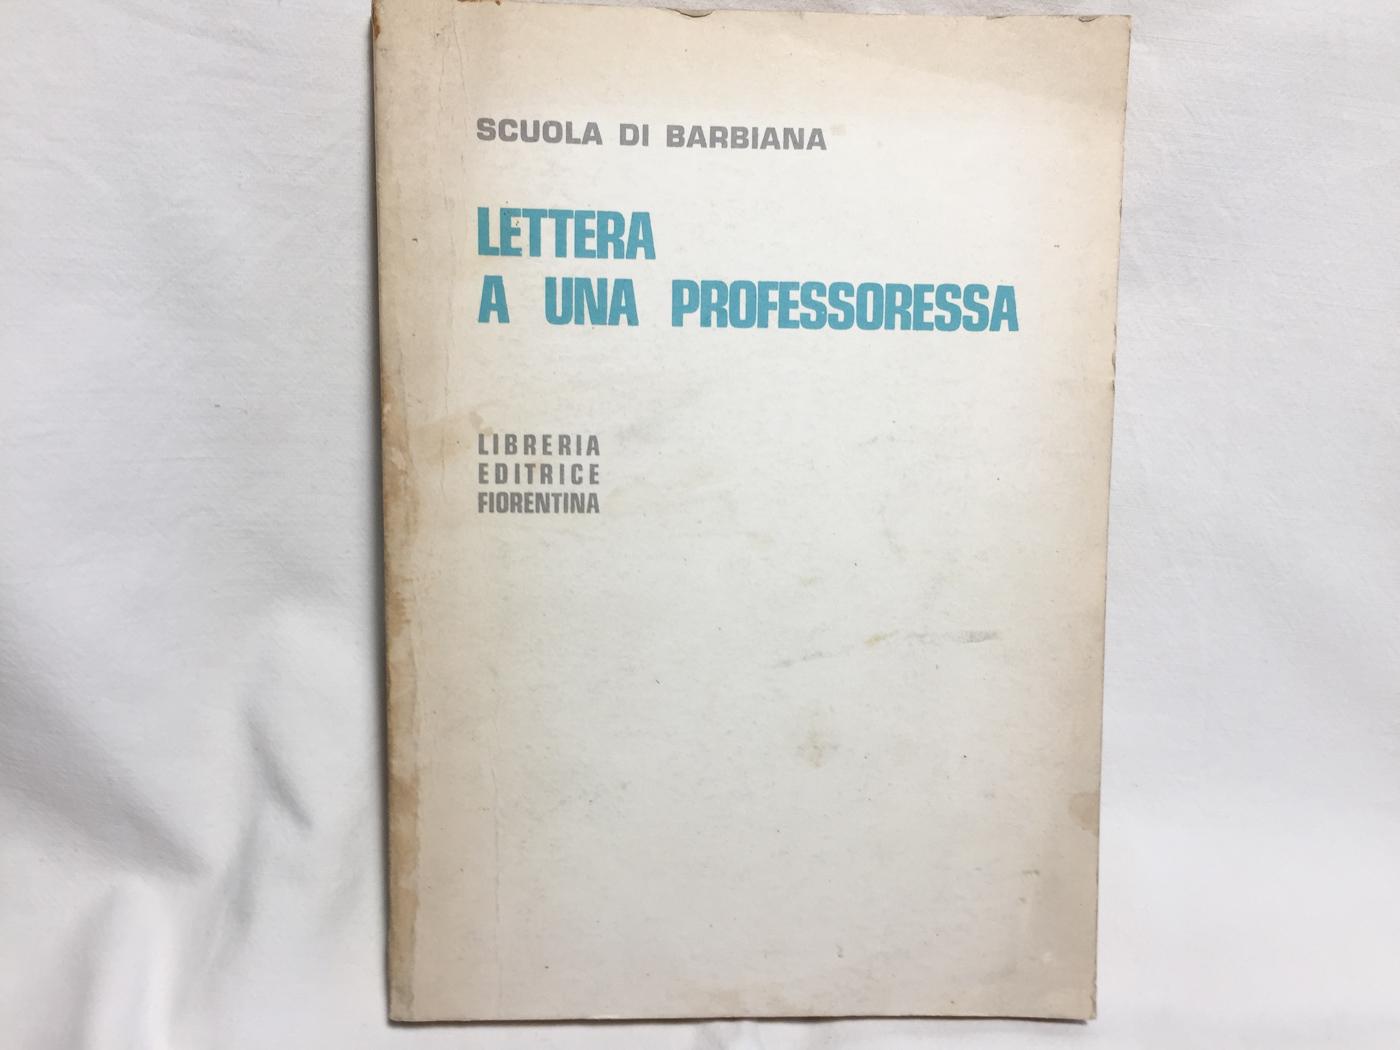 SCUOLA DI BARBIANA
LETTERA
A UNA PROFESSORESSA
LIBRERIA
EDITRICE
FIORENTINA